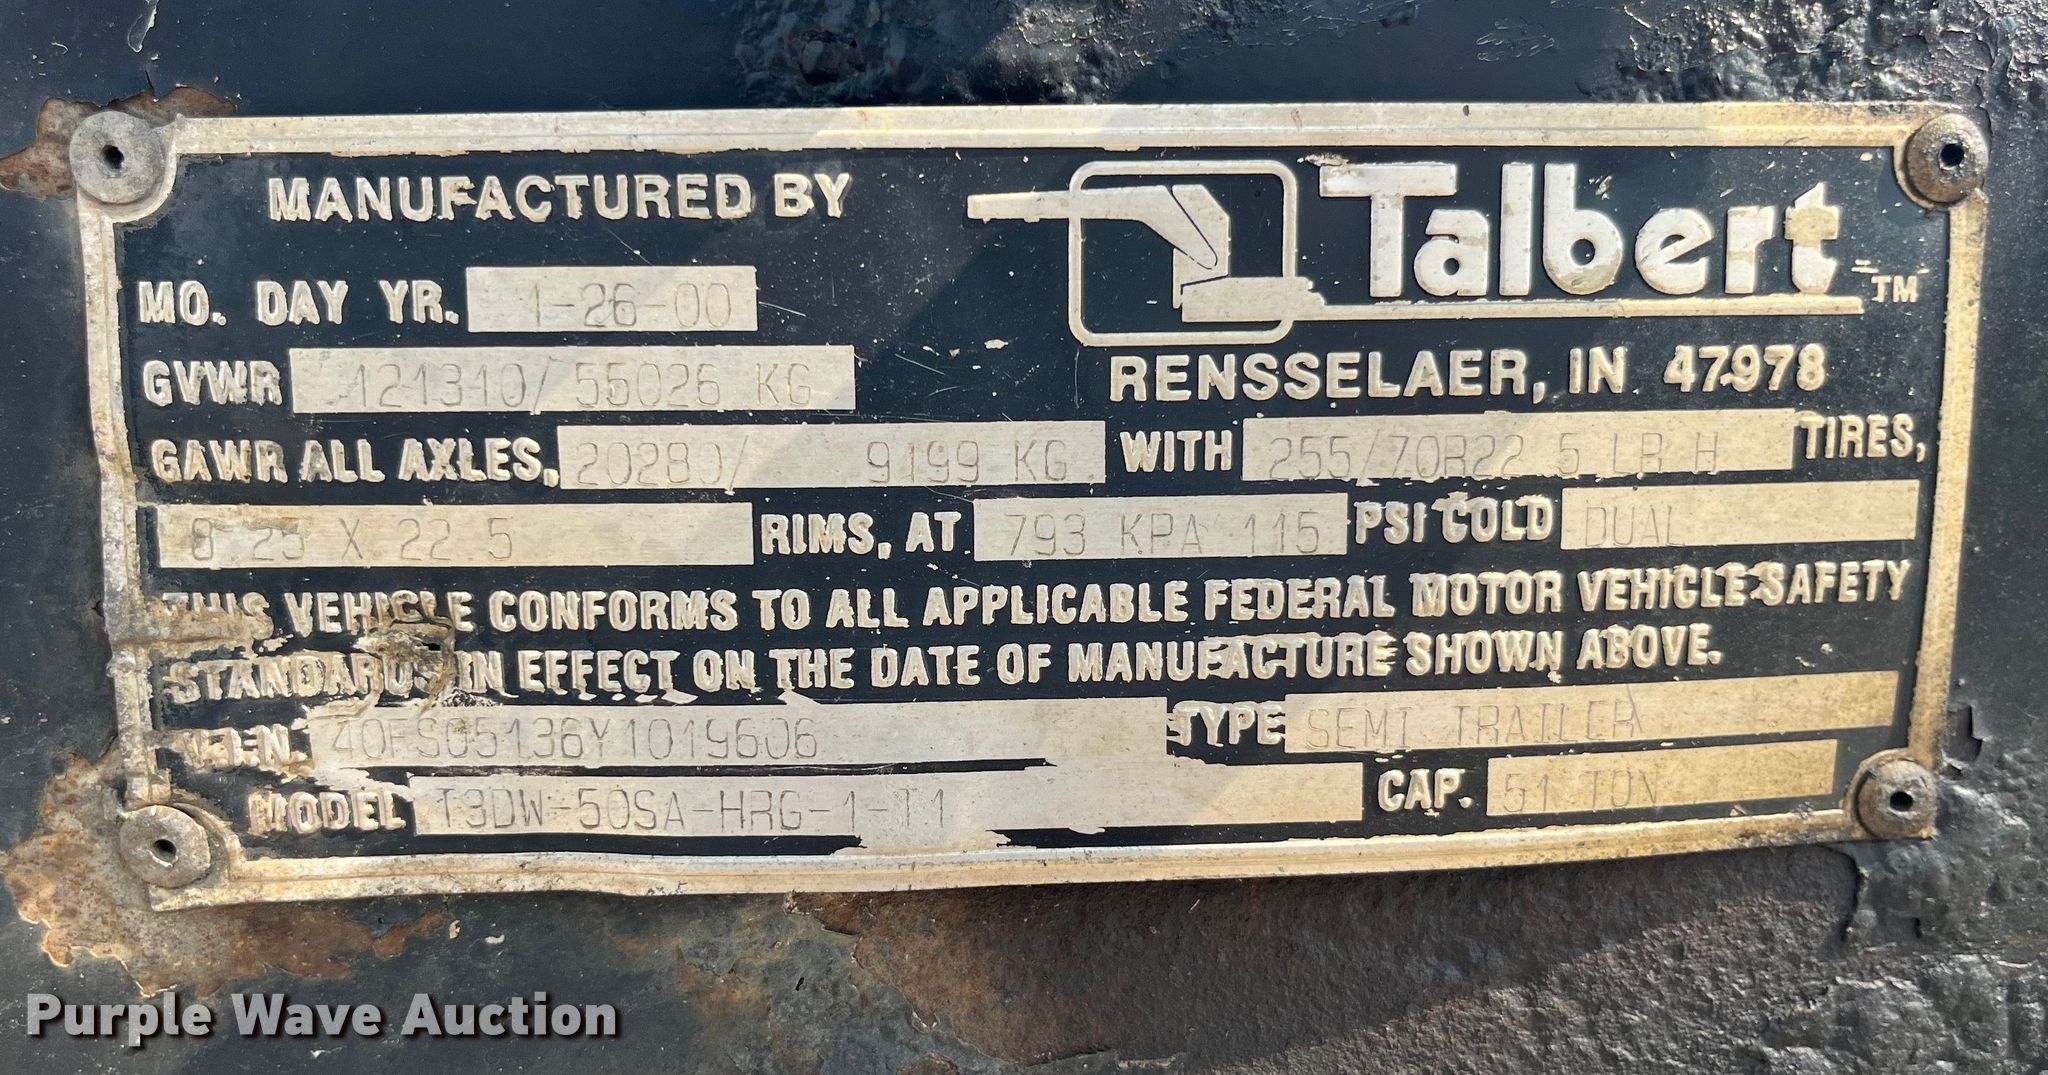 MANUFACTURED BY Talbert TM
MO. DAY YR. 1-26-00
RENSSELAER, IN 47978
GVWR 121310/ 55026 KG
GAWR ALL AXLES, 20280/ 9199 KG WITH 255/70R22 5 LR H TIRES,
8.25 X 22 5 RIMS, AT 793 KPA 115 PSI COLD DUAL
THIS VEHICLE CONFORMS TO ALL APPLICABLE FEDERAL MOTOR VEHICLE SAFETY
STANDARDS IN EFFECT ON THE DATE OF MANUFACTURE SHOWN ABOVE.
V.I.N. 40FS05136Y1019606 TYPE SEMI TRAILER
MODEL T3DW-50SA-HRG-1-T1 CAP. 51 TON
Purple Wave Auction